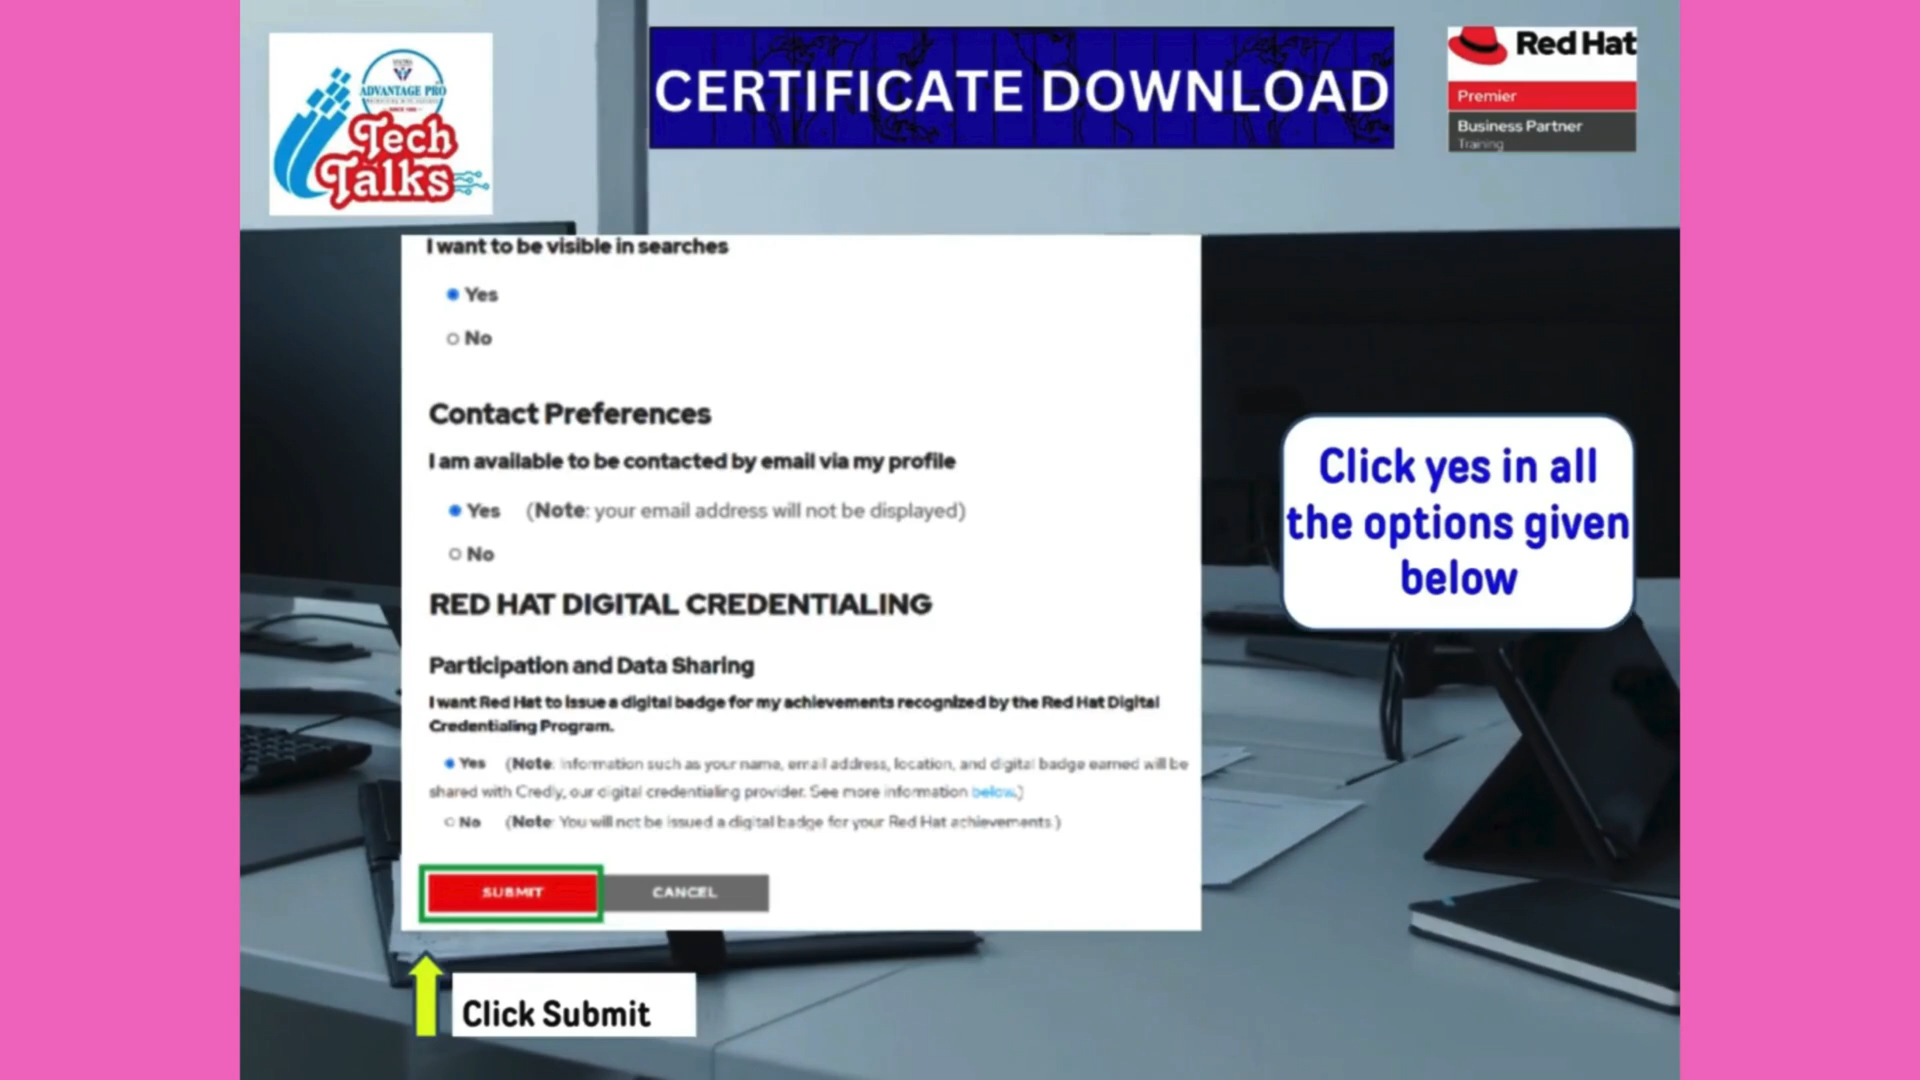 ADVANTAGE PRO
Tech
Talks
CERTIFICATE DOWNLOAD
Red Hat
Premier
Business Partner
Training
I want to be visible in searches
Yes
No
Contact Preferences
I am available to be contacted by email via my profile
Yes (Note: your email address will not be displayed)
No
RED HAT DIGITAL CREDENTIALING
Participation and Data Sharing
I want Red Hat to issue a digital badge for my achievements recognized by the Red Hat Digital
Credentialing Program.
Yes (Note: Information such as your name, email address, location, and digital badge earned will be
shared with Credly, our digital credentialing provider. See more information below.)
No (Note: You will not be issued a digital badge for your Red Hat achievements.)
SUBMIT CANCEL
Click yes in all
the options given
below
Click Submit